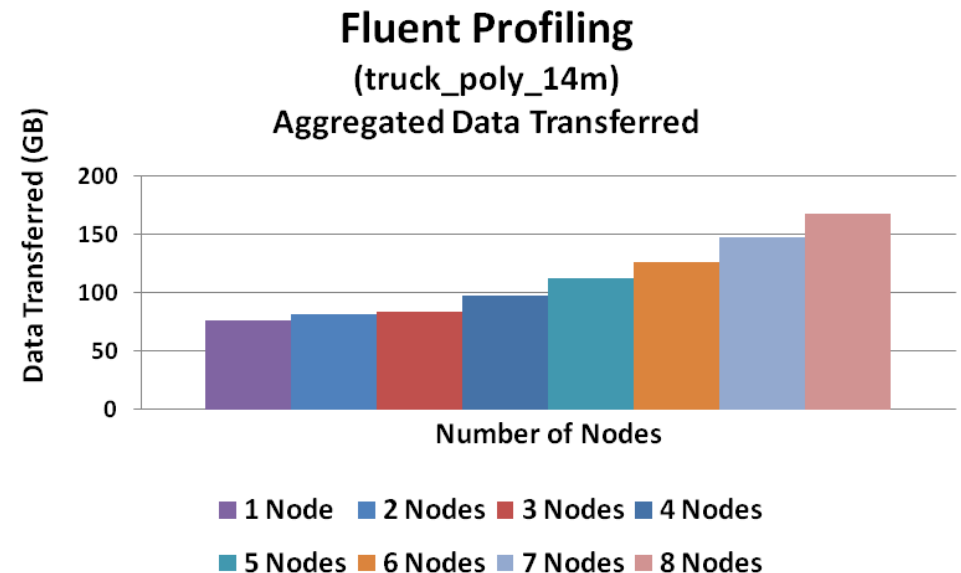 Fluent Profiling
(truck_poly_14m)
Aggregated Data Transferred
Data Transferred (GB)
200
150
100
50
0
Number of Nodes
1 Node 2 Nodes 3 Nodes 4 Nodes
5 Nodes 6 Nodes 7 Nodes 8 Nodes